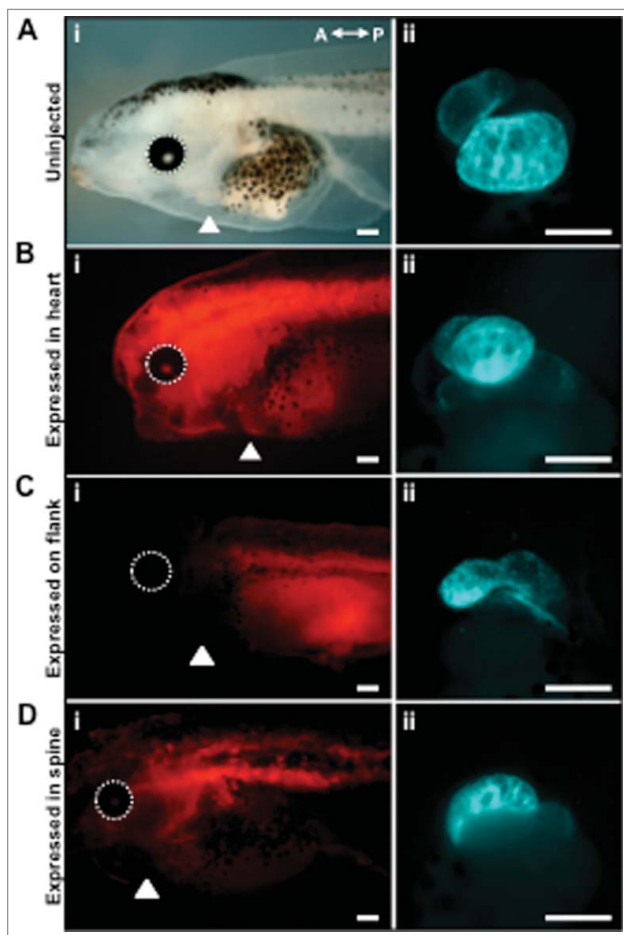 A
Uninjected
i
A ↔ P
ii
B
Expressed in heart
i
ii
C
Expressed on flank
i
ii
D
Expressed in spine
i
ii